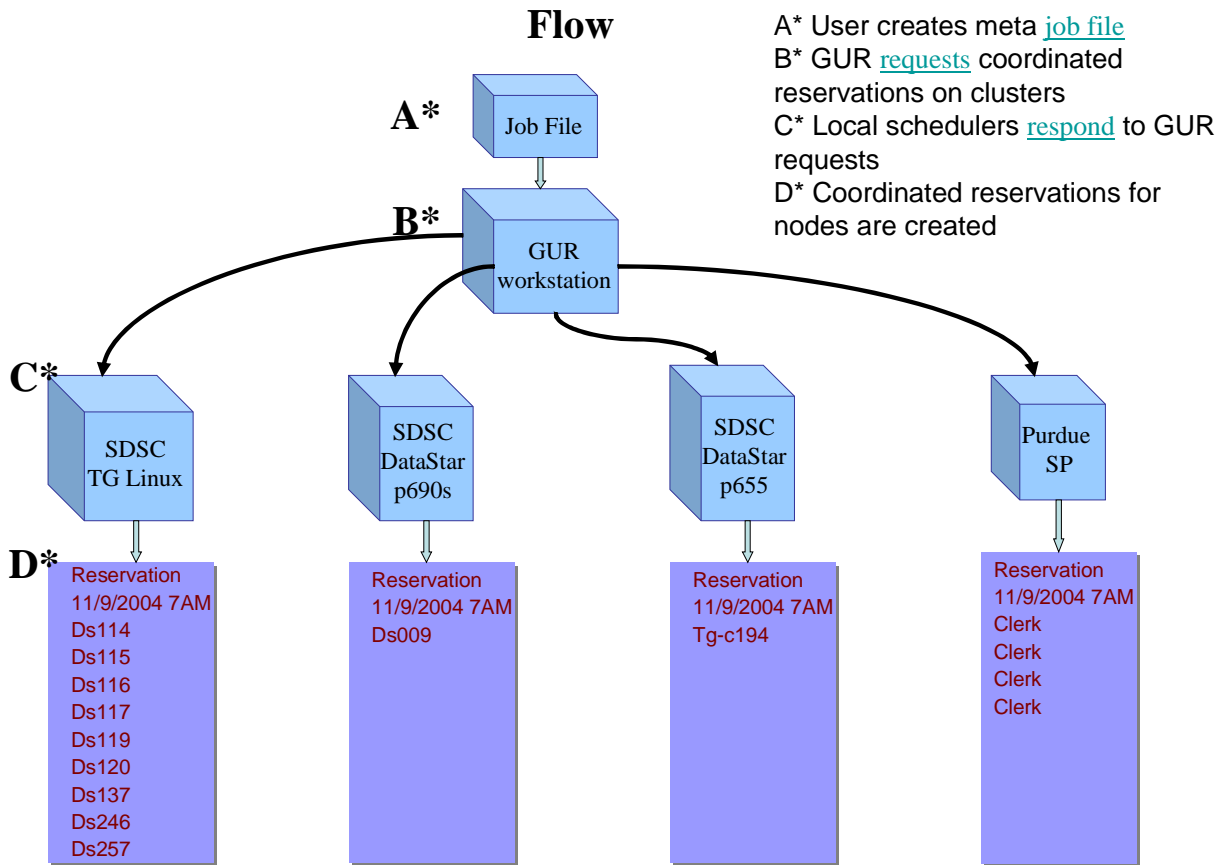 Flow
A* User creates meta job file
B* GUR requests coordinated
reservations on clusters
C* Local schedulers respond to GUR
requests
D* Coordinated reservations for
nodes are created
A*
Job File
B*
GUR
workstation
C*
SDSC
TG Linux
SDSC
DataStar
p690s
SDSC
DataStar
p655
Purdue
SP
D*
Reservation
11/9/2004 7AM
Ds114
Ds115
Ds116
Ds117
Ds119
Ds120
Ds137
Ds246
Ds257
Reservation
11/9/2004 7AM
Ds009
Reservation
11/9/2004 7AM
Tg-c194
Reservation
11/9/2004 7AM
Clerk
Clerk
Clerk
Clerk